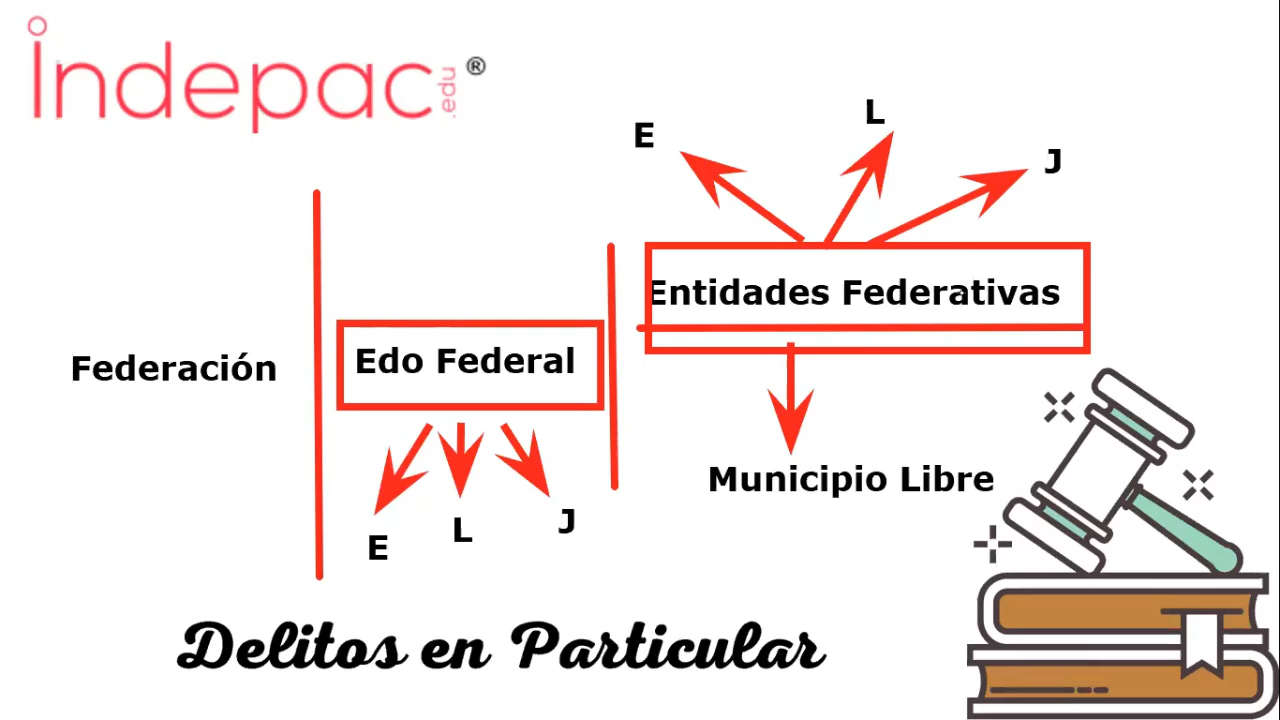 indepac.edu®
E
L
J
Entidades Federativas
Federación
Edo Federal
Municipio Libre
E
L
J
Delitos en Particular